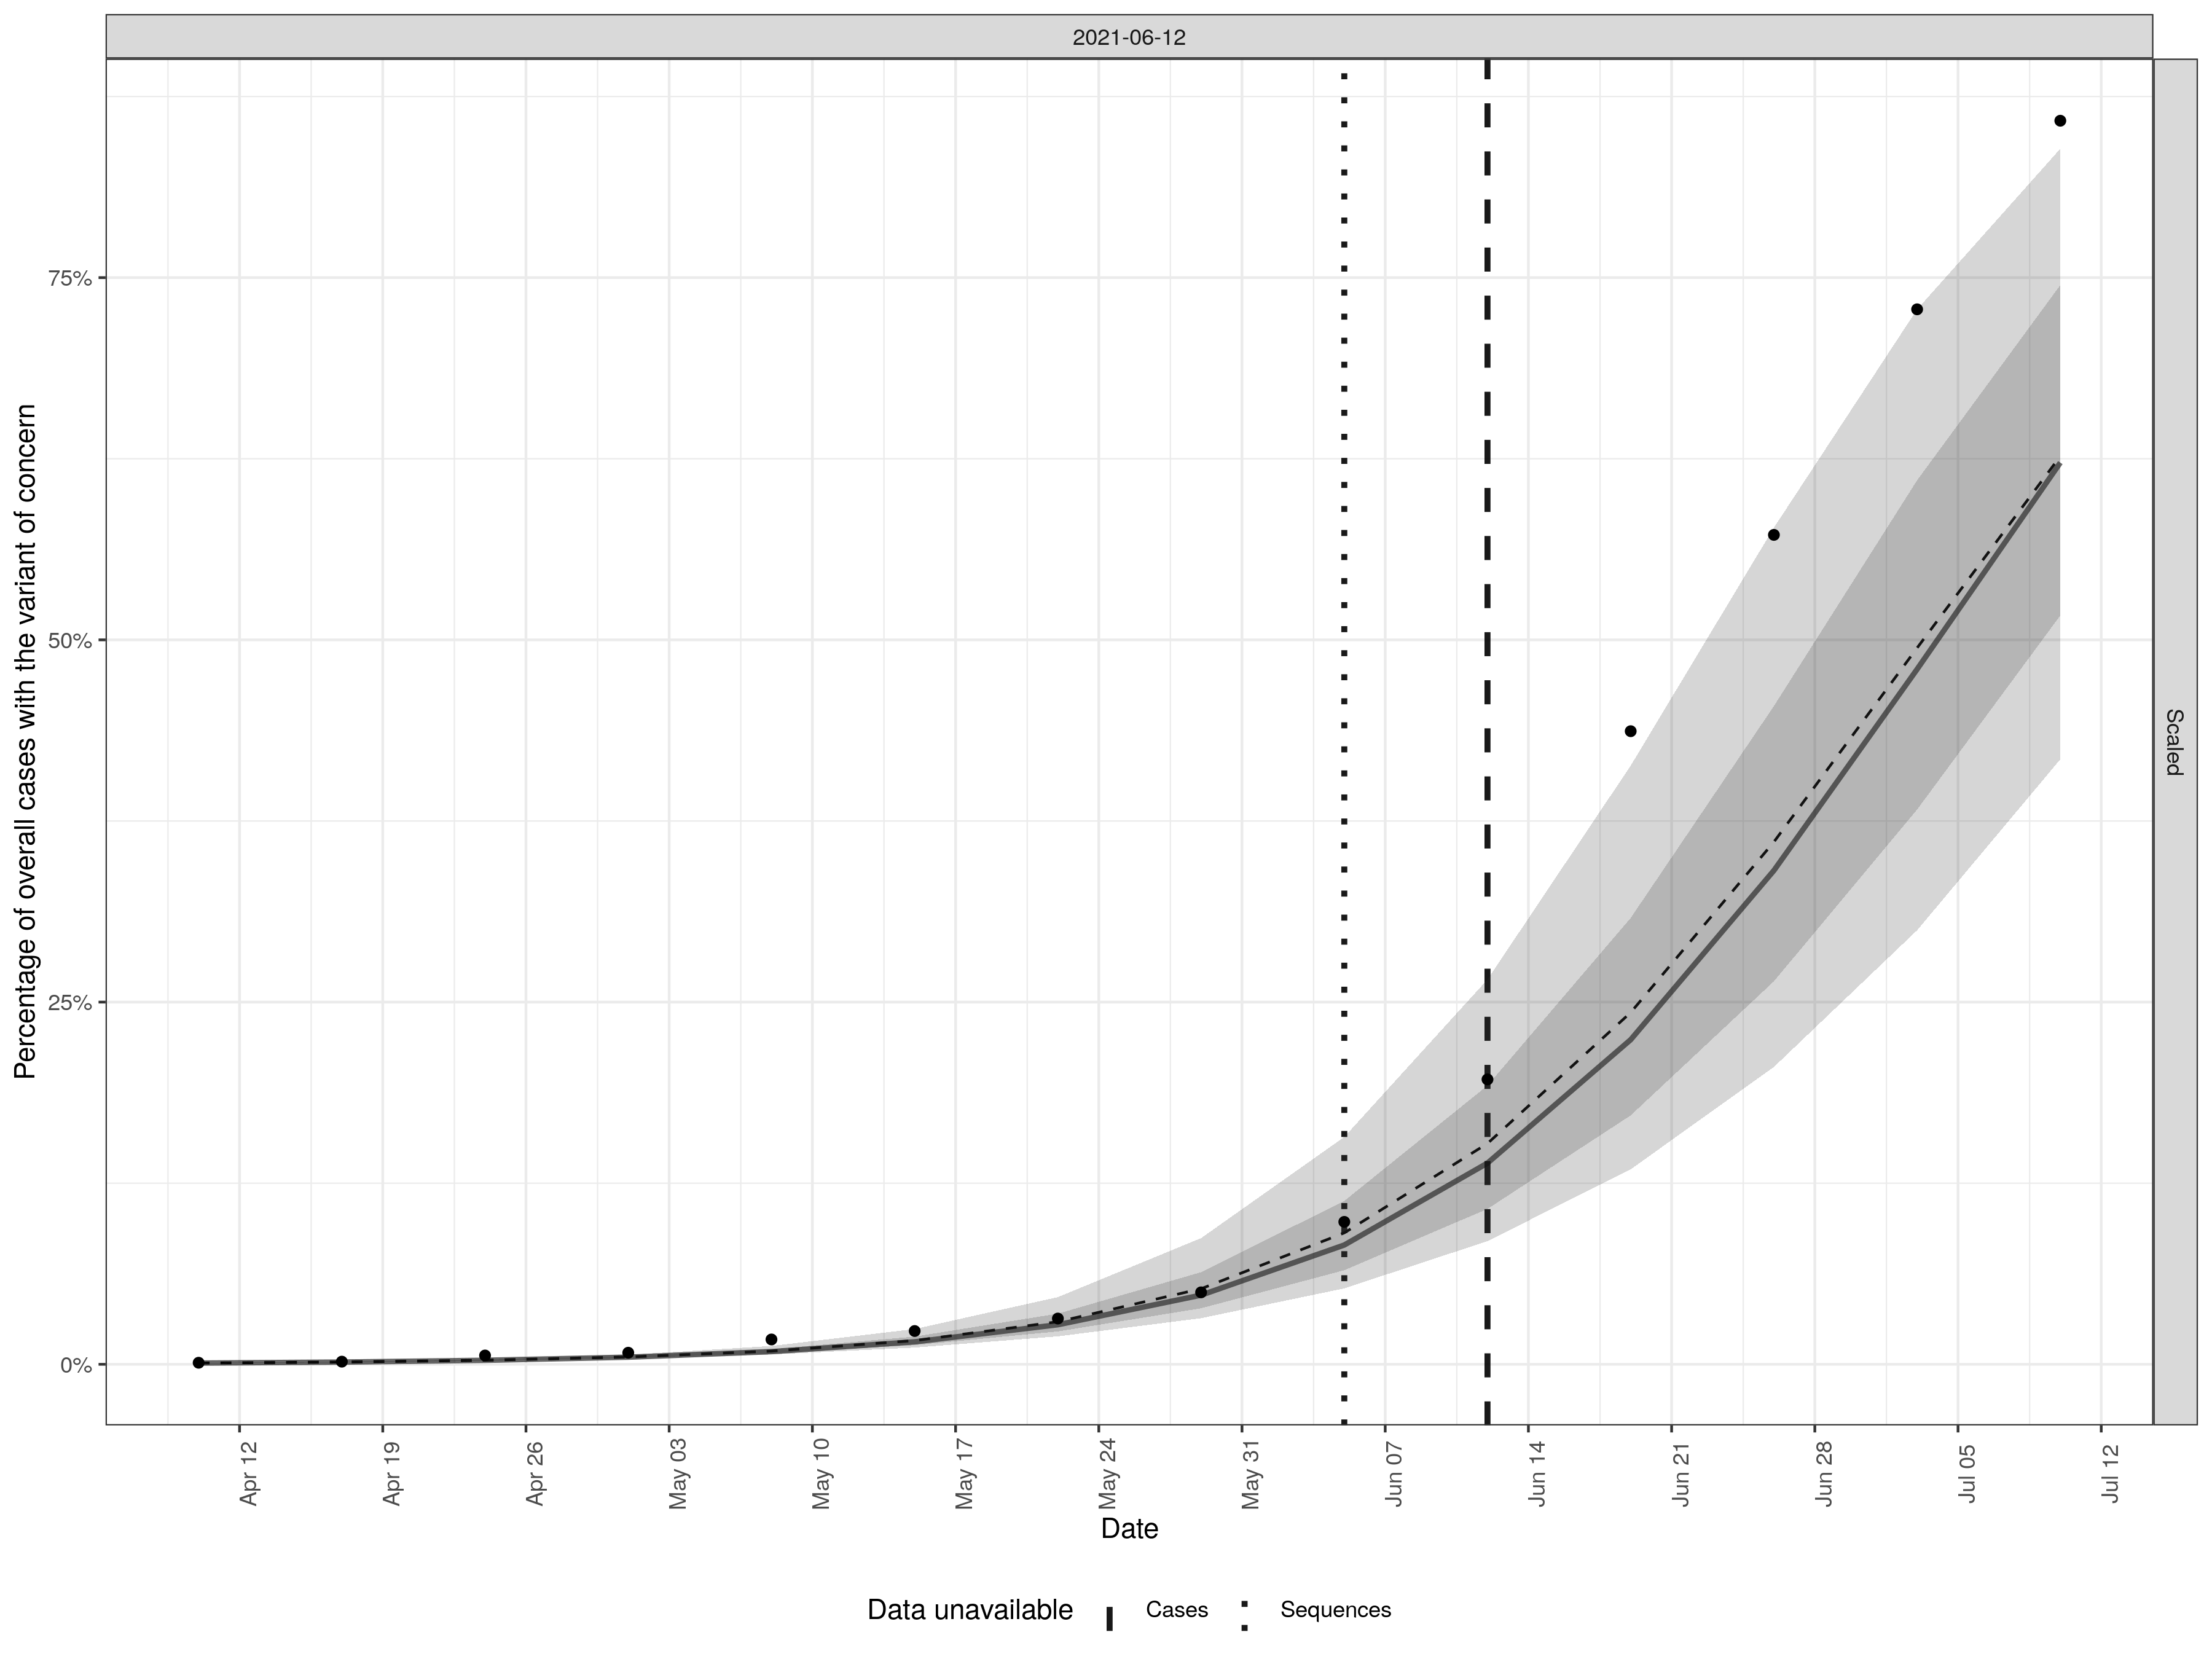 2021-06-12
Scaled
Percentage of overall cases with the variant of concern
75%
50%
25%
0%
Apr 12
Apr 19
Apr 26
May 03
May 10
May 17
May 24
May 31
Jun 07
Jun 14
Jun 21
Jun 28
Jul 05
Jul 12
Date
Data unavailable Cases Sequences